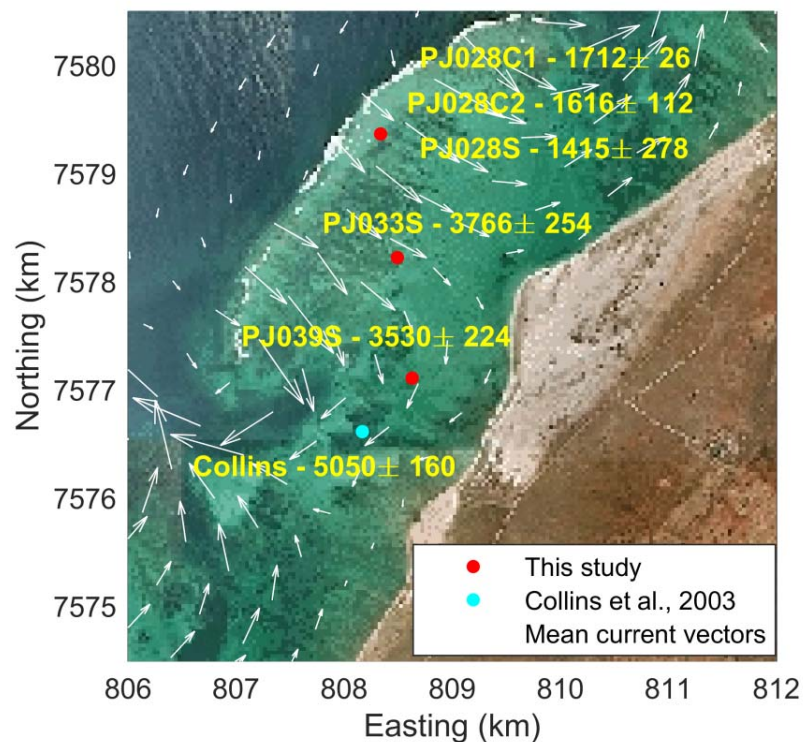 7580
7579
7578
7577
7576
7575
Northing (km)
PJ028C1 - 1712± 26
PJ028C2 - 1616± 112
PJ028S - 1415± 278
PJ033S - 3766± 254
PJ039S - 3530± 224
Collins - 5050± 160
This study
Collins et al., 2003
Mean current vectors
806 807 808 809 810 811 812
Easting (km)